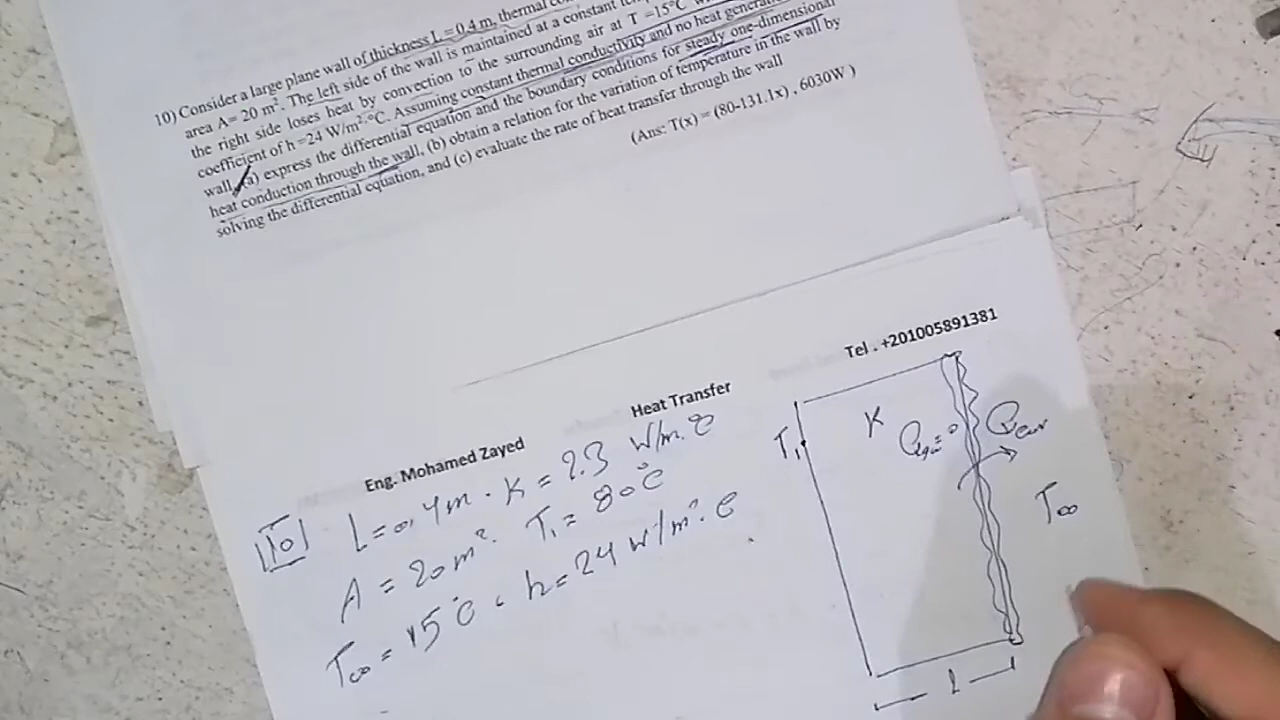 10) Consider a large plane wall of thickness L = 0.4 m, thermal
area A= 20 m². The left side of the wall is maintained at a constant
the right side loses heat by convection to the surrounding air at T =15°C
coefficient of h =24 W/m².°C. Assuming constant thermal conductivity and no heat
wall, (a) express the differential equation and the boundary conditions for steady one-dimensional
heat conduction through the wall, (b) obtain a relation for the variation of temperature in the wall by
solving the differential equation, and (c) evaluate the rate of heat transfer through the wall
(Ans: T(x) = (80-131.1x) , 6030W )
Tel . +201005891381
Heat Transfer
Eng. Mohamed Zayed
10 L = 0.4m . K = 2.3 W/m.°C
A = 20 m² . T₁ = 80°C
T∞ = 15°C . h = 24 W/m².°C
T₁
K
T∞
L